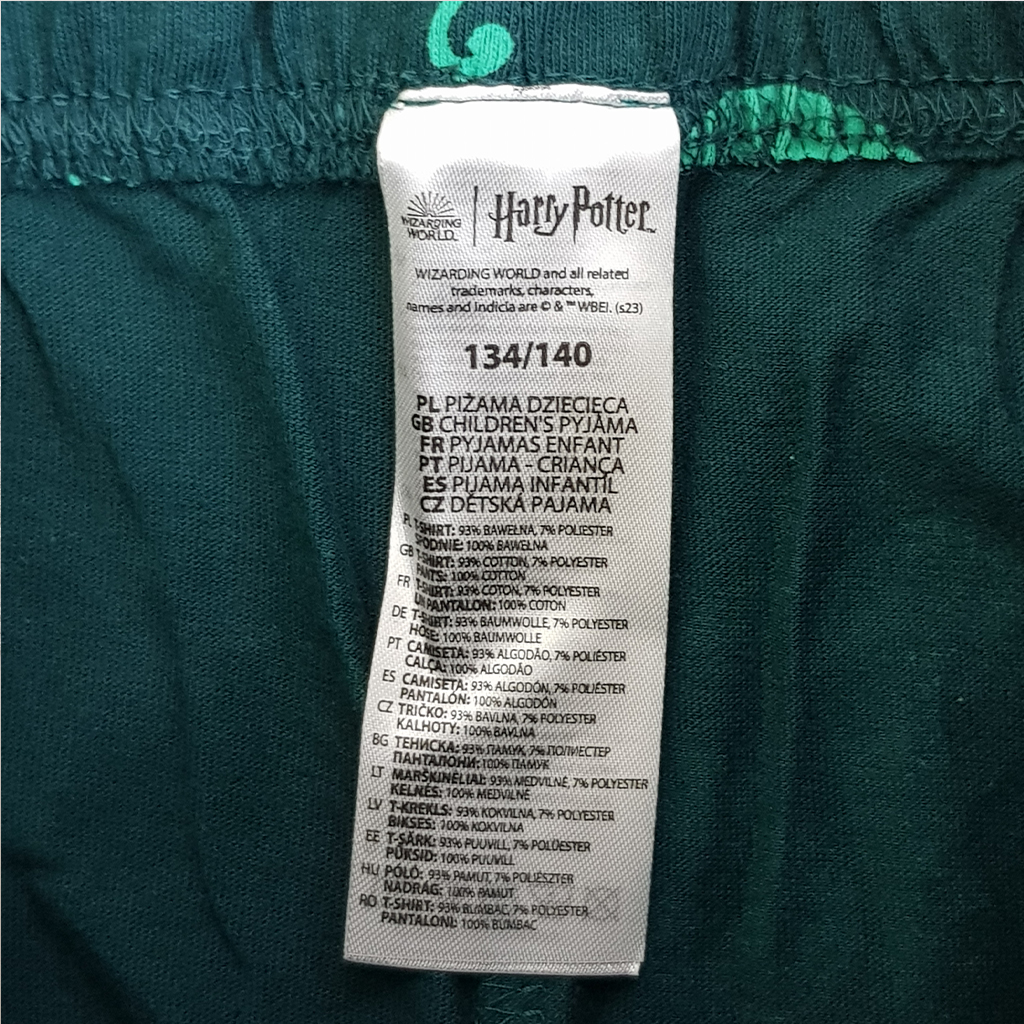 WIZARDING
WORLD
Harry Potter
WIZARDING WORLD and all related
trademarks, characters,
names and indicia are © & ™ WBEI. (s23)
134/140
PL PIŻAMA DZIECIĘCA
GB CHILDREN'S PYJAMA
FR PYJAMAS ENFANT
PT PIJAMA - CRIANÇA
ES PIJAMA INFANTIL
CZ DĚTSKÁ PAJAMA
PL T-SHIRT: 93% BAWEŁNA, 7% POLIESTER
SPODNIE: 100% BAWEŁNA
GB T-SHIRT: 93% COTTON, 7% POLYESTER
PANTS: 100% COTTON
FR T-SHIRT: 93% COTON, 7% POLYESTER
UN PANTALON: 100% COTON
DE T-SHIRT: 93% BAUMWOLLE, 7% POLYESTER
HOSE: 100% BAUMWOLLE
PT CAMISETA: 93% ALGODÃO, 7% POLIÉSTER
CALÇA: 100% ALGODÃO
ES CAMISETA: 93% ALGODÓN, 7% POLIÉSTER
PANTALÓN: 100% ALGODÓN
CZ TRIČKO: 93% BAVLNA, 7% POLYESTER
KALHOTY: 100% BAVLNA
BG ТЕНИСКА: 93% ПАМУК, 7% ПОЛИЕСТЕР
ПАНТАЛОНИ: 100% ПАМУК
LT MARŠKINĖLIAI: 93% MEDVILNĖ, 7% POLYESTER
KELNĖS: 100% MEDVILNĖ
LV T-KREKLS: 93% KOKVILNA, 7% POLYESTER
BIKSES: 100% KOKVILNA
EE T-SÄRK: 93% PUUVILL, 7% POLÜESTER
PÜKSID: 100% PUUVILL
HU PÓLÓ: 93% PAMUT, 7% POLIÉSZTER
NADRÁG: 100% PAMUT
RO T-SHIRT: 93% BUMBAC, 7% POLYESTER
PANTALONI: 100% BUMBAC